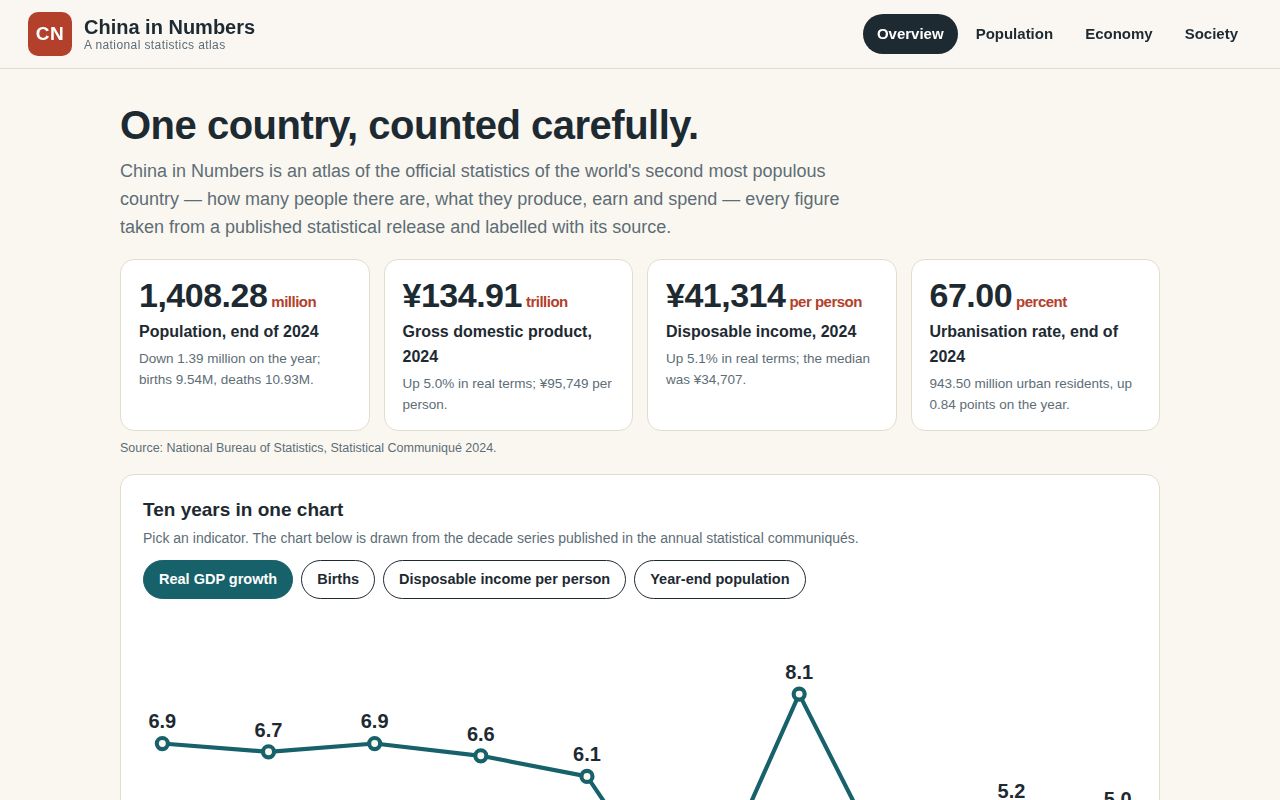 CN
China in Numbers
A national statistics atlas
Overview
Population
Economy
Society
One country, counted carefully.
China in Numbers is an atlas of the official statistics of the world's second most populous
country — how many people there are, what they produce, earn and spend — every figure
taken from a published statistical release and labelled with its source.
1,408.28 million
Population, end of 2024
Down 1.39 million on the year;
births 9.54M, deaths 10.93M.
¥134.91 trillion
Gross domestic product,
2024
Up 5.0% in real terms; ¥95,749 per
person.
¥41,314 per person
Disposable income, 2024
Up 5.1% in real terms; the median
was ¥34,707.
67.00 percent
Urbanisation rate, end of
2024
943.50 million urban residents, up
0.84 points on the year.
Source: National Bureau of Statistics, Statistical Communiqué 2024.
Ten years in one chart
Pick an indicator. The chart below is drawn from the decade series published in the annual statistical communiqués.
Real GDP growth
Births
Disposable income per person
Year-end population
6.9
6.7
6.9
6.6
6.1
8.1
5.2
5.0